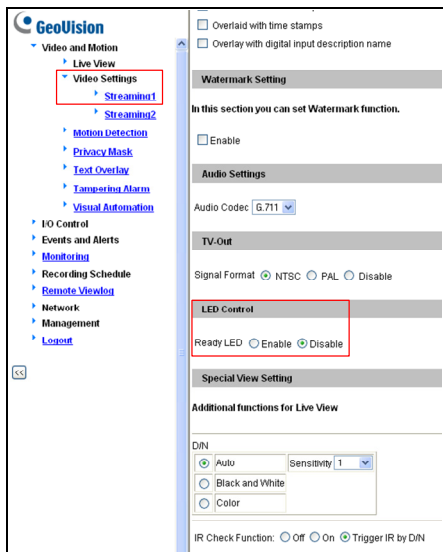 GeoVision
Video and Motion
Live View
Video Settings
Streaming1
Streaming2
Motion Detection
Privacy Mask
Text Overlay
Tampering Alarm
Visual Automation
I/O Control
Events and Alerts
Monitoring
Recording Schedule
Remote Viewlog
Network
Management
Logout
<<
Overlaid with time stamps
Overlay with digital input description name
Watermark Setting
In this section you can set Watermark function.
Enable
Audio Settings
Audio Codec G.711
TV-Out
Signal Format NTSC PAL Disable
LED Control
Ready LED Enable Disable
Special View Setting
Additional functions for Live View
D/N
Auto Sensitivity 1
Black and White
Color
IR Check Function: Off On Trigger IR by D/N